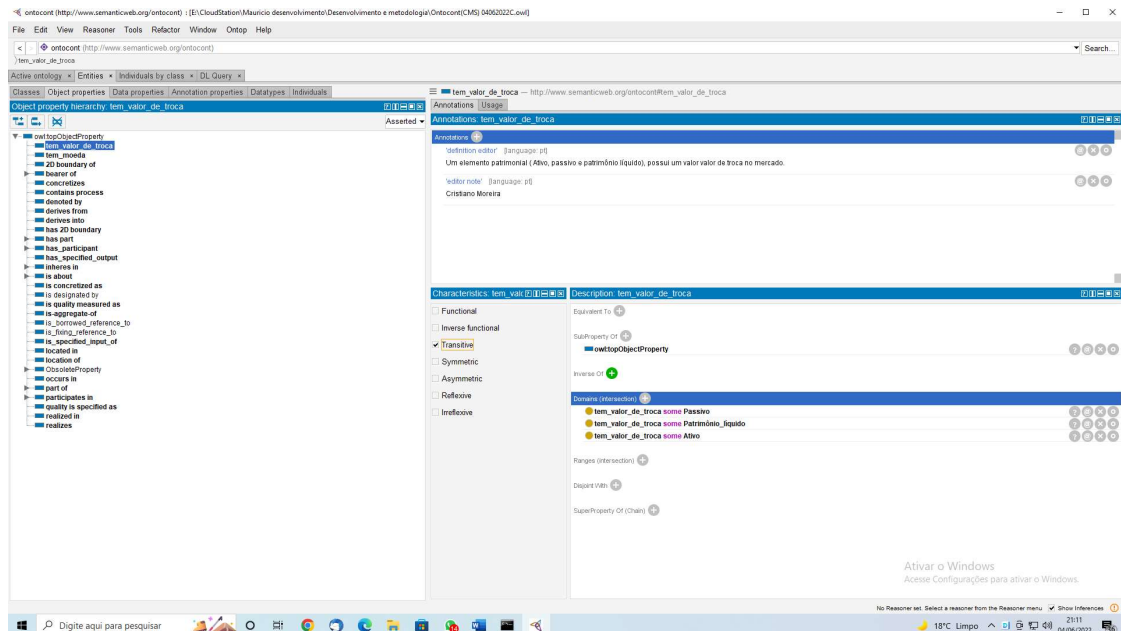 ontocont (http://www.semanticweb.org/ontocont) : [E:\CloudStation\Mauricio desenvolvimento\Desenvolvimento e metodologia\Ontocont(CMS) 04062022C.owl]
File Edit View Reasoner Tools Refactor Window Ontop Help
< > ontocont (http://www.semanticweb.org/ontocont) Search...
tem_valor_de_troca
Active ontology × Entities × Individuals by class × DL Query ×
Classes Object properties Data properties Annotation properties Datatypes Individuals
Object property hierarchy: tem_valor_de_troca
Asserted
owl:topObjectProperty
tem_valor_de_troca
tem_moeda
2D boundary of
bearer of
concretizes
contains process
denoted by
derives from
derives into
has 2D boundary
has part
has_participant
has_specified_output
inheres in
is about
is concretized as
is designated by
is quality measured as
is-aggregate-of
is_borrowed_reference_to
is_fixing_reference_to
is_specified_input_of
located in
location of
ObsoleteProperty
occurs in
part of
participates in
quality is specified as
realized in
realizes
tem_valor_de_troca — http://www.semanticweb.org/ontocont#tem_valor_de_troca
Annotations Usage
Annotations: tem_valor_de_troca
Annotations
'definition editor' [language: pt]
Um elemento patrimonial ( Ativo, passivo e patrimônio líquido), possui um valor valor de troca no mercado.
'editor note' [language: pt]
Cristiano Moreira
Characteristics: tem_valc
Functional
Inverse functional
Transitive
Symmetric
Asymmetric
Reflexive
Irreflexive
Description: tem_valor_de_troca
Equivalent To
SubProperty Of
owl:topObjectProperty
Inverse Of
Domains (intersection)
tem_valor_de_troca some Passivo
tem_valor_de_troca some Patrimônio_líquido
tem_valor_de_troca some Ativo
Ranges (intersection)
Disjoint With
SuperProperty Of (Chain)
Ativar o Windows
Acesse Configurações para ativar o Windows.
No Reasoner set. Select a reasoner from the Reasoner menu Show Inferences
Digite aqui para pesquisar
18°C Limpo
21:11
04/06/2022